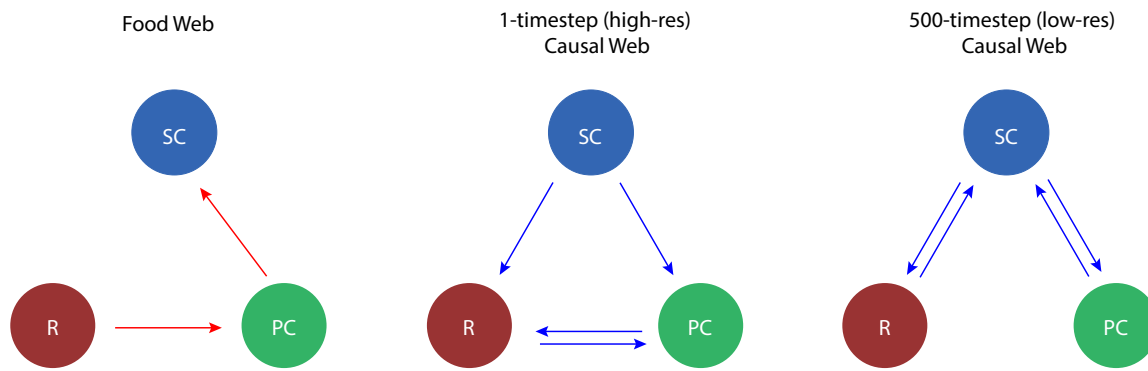 Food Web
SC
R
PC
1-timestep (high-res)
Causal Web
SC
R
PC
500-timestep (low-res)
Causal Web
SC
R
PC